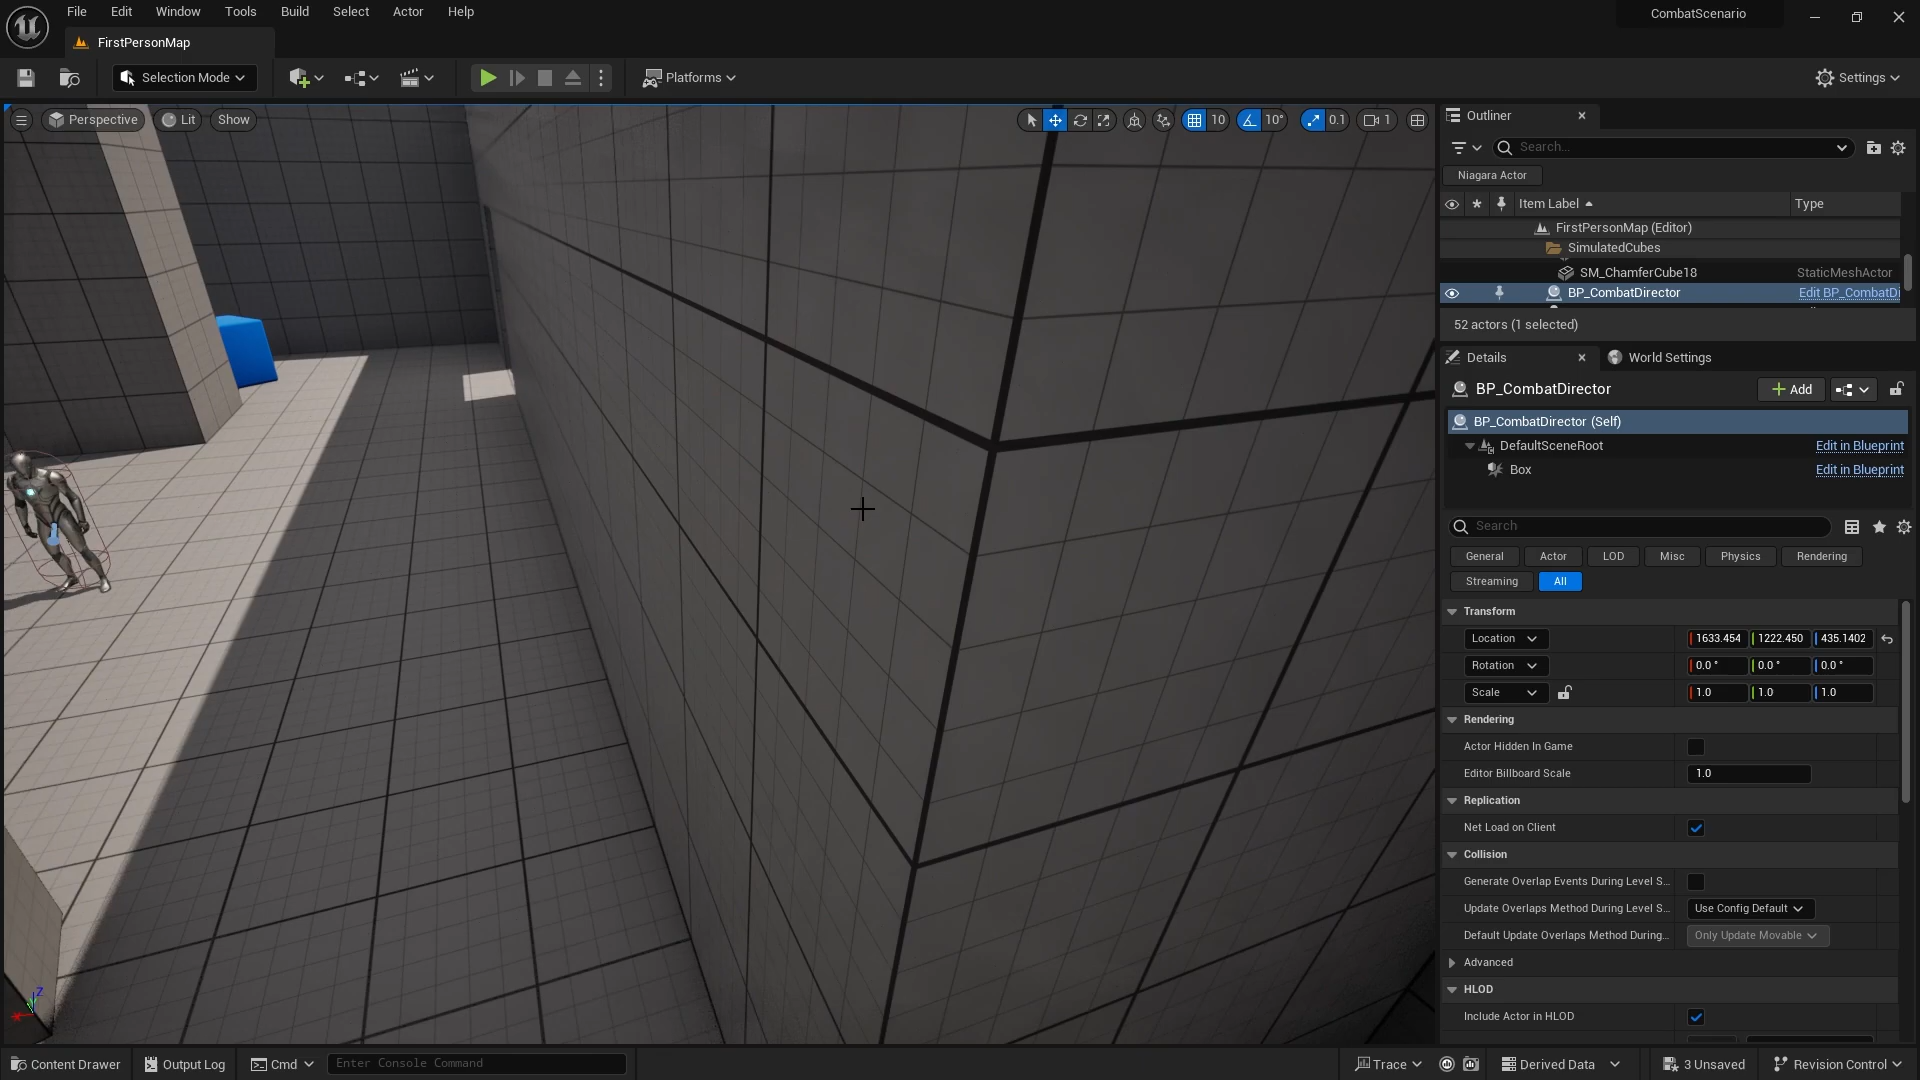 File Edit Window Tools Build Select Actor Help
CombatScenario
FirstPersonMap
Selection Mode
Platforms
Settings
Perspective
Lit
Show
10
10°
0.1
1
Outliner
Search...
Niagara Actor
Item Label
Type
FirstPersonMap (Editor)
SimulatedCubes
SM_ChamferCube18 StaticMeshActor
BP_CombatDirector Edit BP_CombatDi
52 actors (1 selected)
Details
World Settings
BP_CombatDirector
Add
BP_CombatDirector (Self)
DefaultSceneRoot Edit in Blueprint
Box Edit in Blueprint
Search
General Actor LOD Misc Physics Rendering
Streaming All
Transform
Location 1633.454 1222.450 435.1402
Rotation 0.0 ° 0.0 ° 0.0 °
Scale 1.0 1.0 1.0
Rendering
Actor Hidden In Game
Editor Billboard Scale 1.0
Replication
Net Load on Client
Collision
Generate Overlap Events During Level S...
Update Overlaps Method During Level S... Use Config Default
Default Update Overlaps Method During... Only Update Movable
Advanced
HLOD
Include Actor in HLOD
Z
Content Drawer
Output Log
Cmd
Enter Console Command
Trace
Derived Data
3 Unsaved
Revision Control